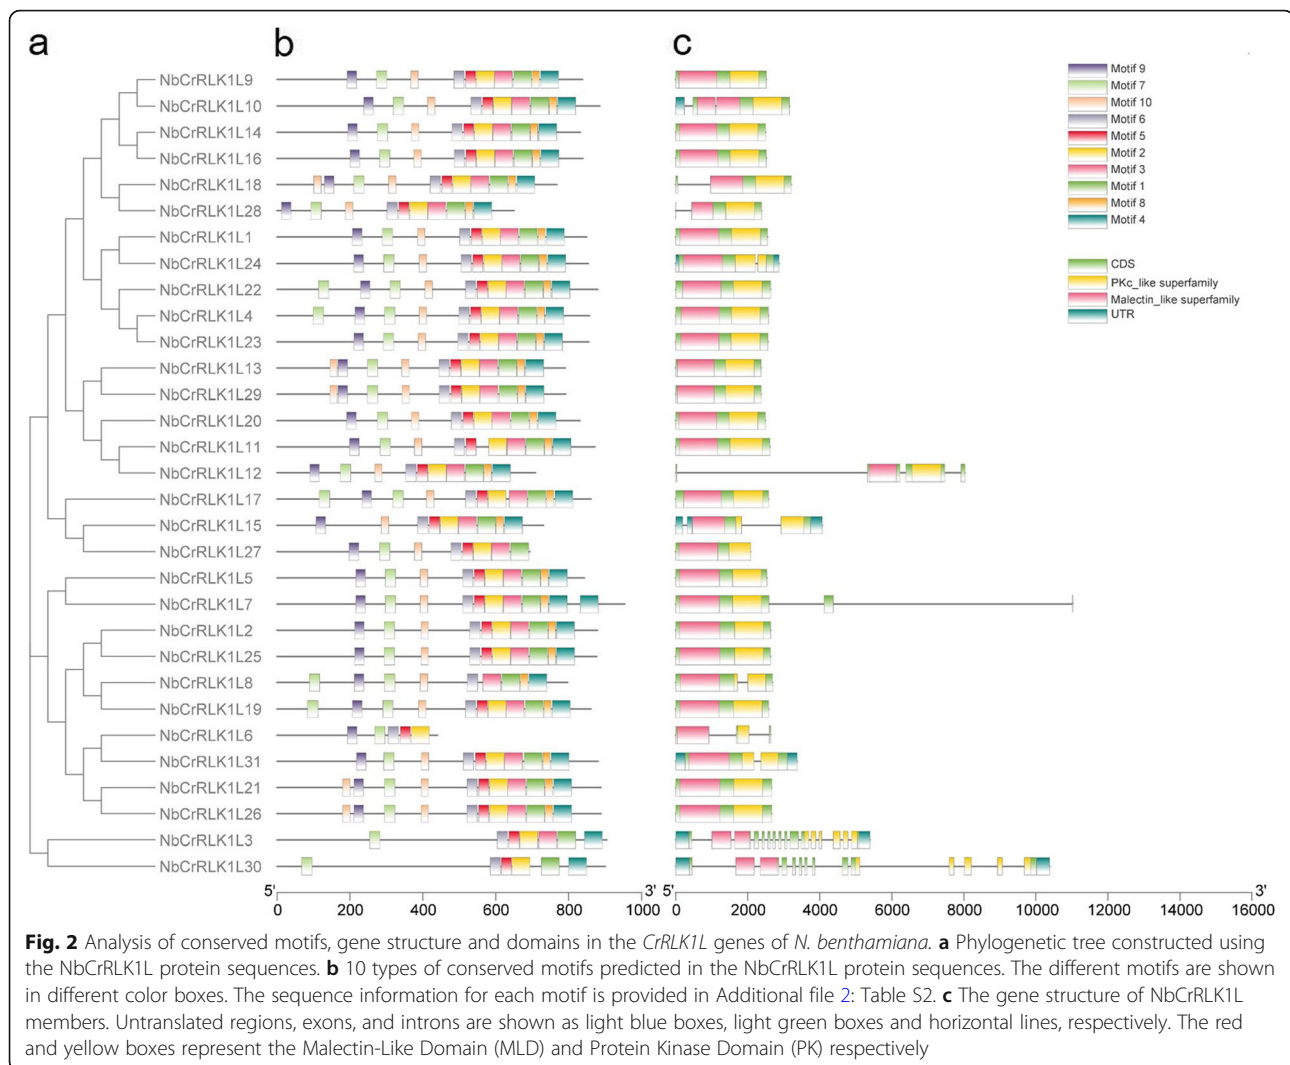 a
b
c
NbCrRLK1L9
NbCrRLK1L10
NbCrRLK1L14
NbCrRLK1L16
NbCrRLK1L18
NbCrRLK1L28
NbCrRLK1L1
NbCrRLK1L24
NbCrRLK1L22
NbCrRLK1L4
NbCrRLK1L23
NbCrRLK1L13
NbCrRLK1L29
NbCrRLK1L20
NbCrRLK1L11
NbCrRLK1L12
NbCrRLK1L17
NbCrRLK1L15
NbCrRLK1L27
NbCrRLK1L5
NbCrRLK1L7
NbCrRLK1L2
NbCrRLK1L25
NbCrRLK1L8
NbCrRLK1L19
NbCrRLK1L6
NbCrRLK1L31
NbCrRLK1L21
NbCrRLK1L26
NbCrRLK1L3
NbCrRLK1L30
Motif 9
Motif 7
Motif 10
Motif 6
Motif 5
Motif 2
Motif 3
Motif 1
Motif 8
Motif 4
CDS
PKc_like superfamily
Malectin_like superfamily
UTR
5' 3'
0 200 400 600 800 1000
5' 3'
0 2000 4000 6000 8000 10000 12000 14000 16000
Fig. 2 Analysis of conserved motifs, gene structure and domains in the CrRLK1L genes of N. benthamiana. a Phylogenetic tree constructed using
the NbCrRLK1L protein sequences. b 10 types of conserved motifs predicted in the NbCrRLK1L protein sequences. The different motifs are shown
in different color boxes. The sequence information for each motif is provided in Additional file 2: Table S2. c The gene structure of NbCrRLK1L
members. Untranslated regions, exons, and introns are shown as light blue boxes, light green boxes and horizontal lines, respectively. The red
and yellow boxes represent the Malectin-Like Domain (MLD) and Protein Kinase Domain (PK) respectively